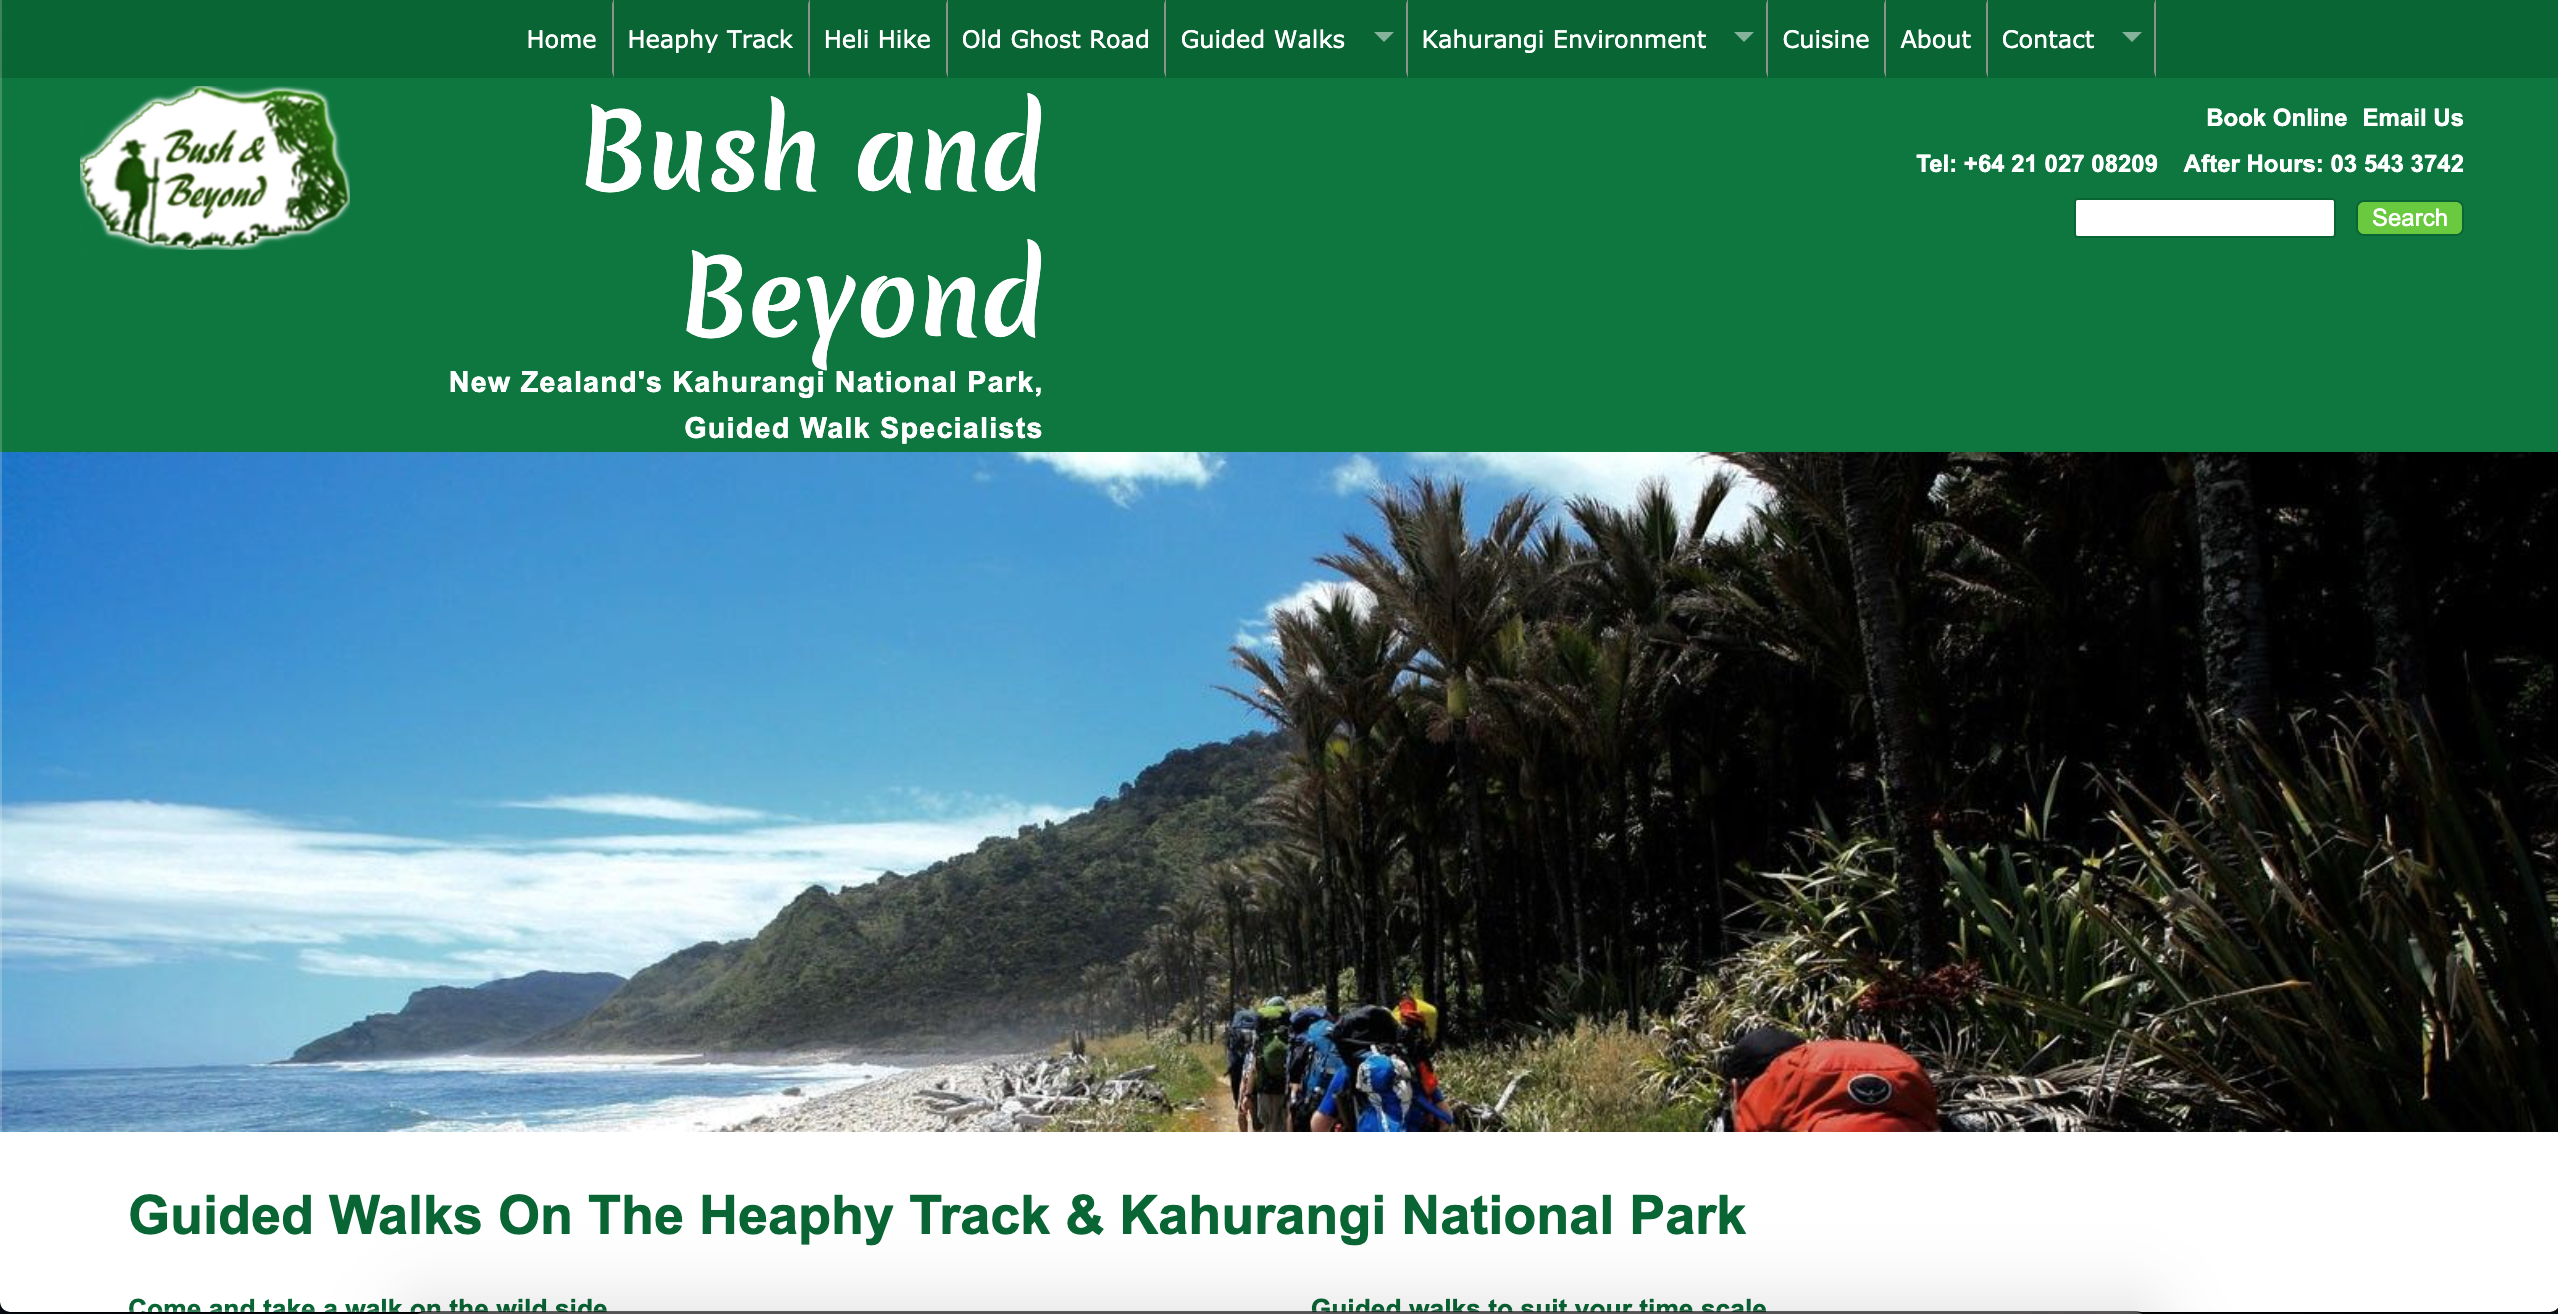 Home Heaphy Track Heli Hike Old Ghost Road Guided Walks Kahurangi Environment Cuisine About Contact
Bush &
Beyond
Bush and
Beyond
New Zealand's Kahurangi National Park,
Guided Walk Specialists
Book Online Email Us
Tel: +64 21 027 08209 After Hours: 03 543 3742
Search
Guided Walks On The Heaphy Track & Kahurangi National Park
Come and take a walk on the wild side
Guided walks to suit your time scale